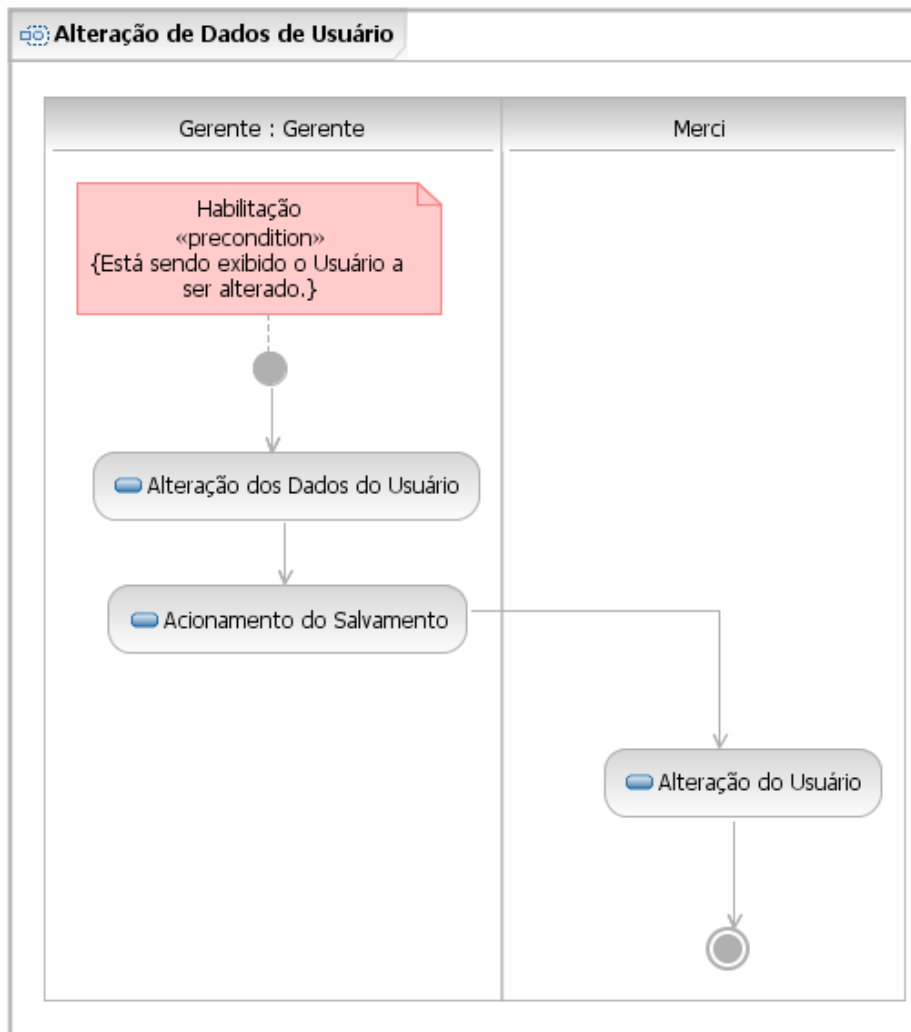 Alteração de Dados de Usuário
Gerente : Gerente
Merci
Habilitação
«precondition»
{Está sendo exibido o Usuário a
ser alterado.}
Alteração dos Dados do Usuário
Acionamento do Salvamento
Alteração do Usuário